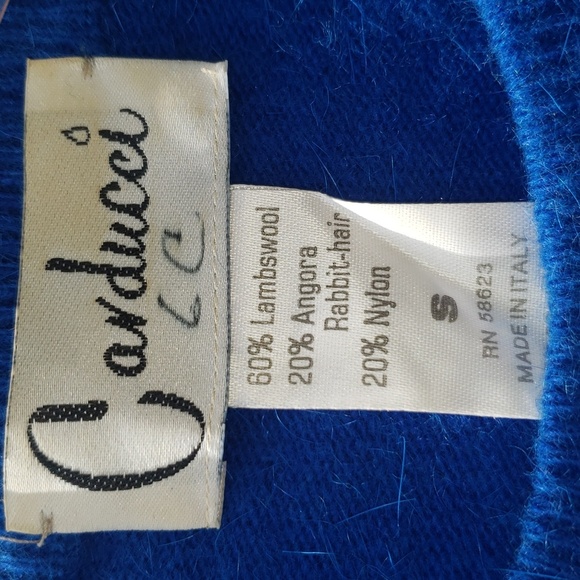 Carducci
LC
60% Lambswool
20% Angora
Rabbit-hair
20% Nylon
S
RN 58623
MADE IN ITALY